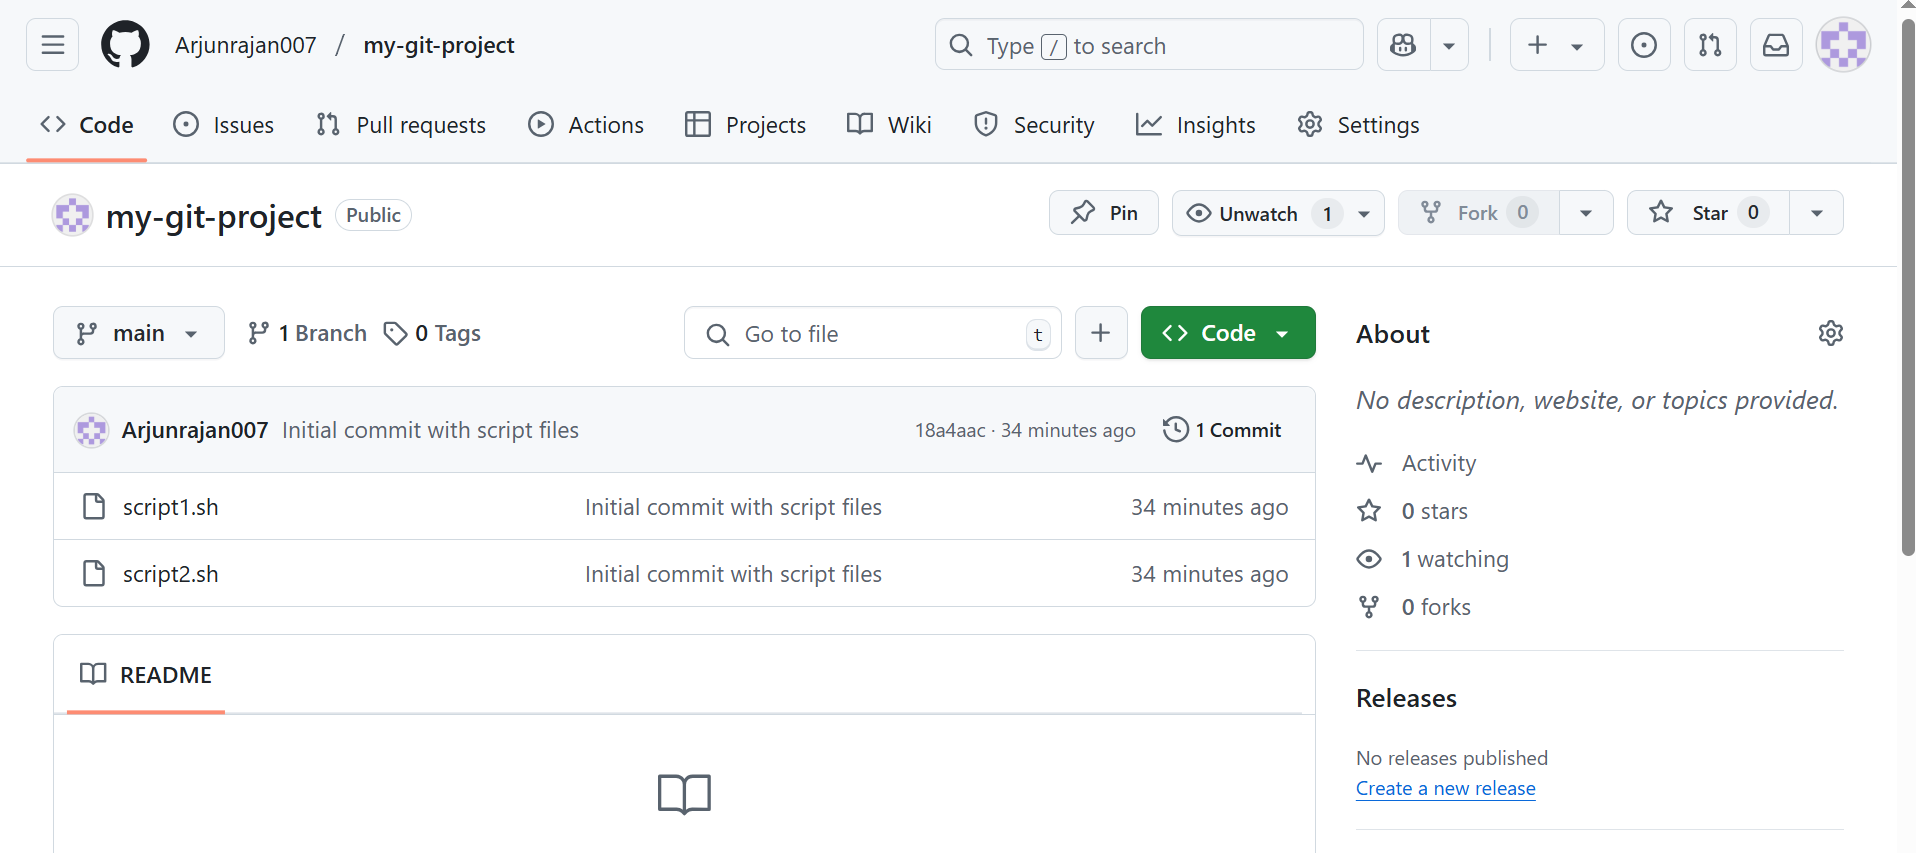 Arjunrajan007 / my-git-project
Type / to search
Code Issues Pull requests Actions Projects Wiki Security Insights Settings
my-git-project Public
Pin Unwatch 1 Fork 0 Star 0
main 1 Branch 0 Tags
Go to file t
Code
Arjunrajan007 Initial commit with script files 18a4aac · 34 minutes ago 1 Commit
script1.sh Initial commit with script files 34 minutes ago
script2.sh Initial commit with script files 34 minutes ago
README
About
No description, website, or topics provided.
Activity
0 stars
1 watching
0 forks
Releases
No releases published
Create a new release